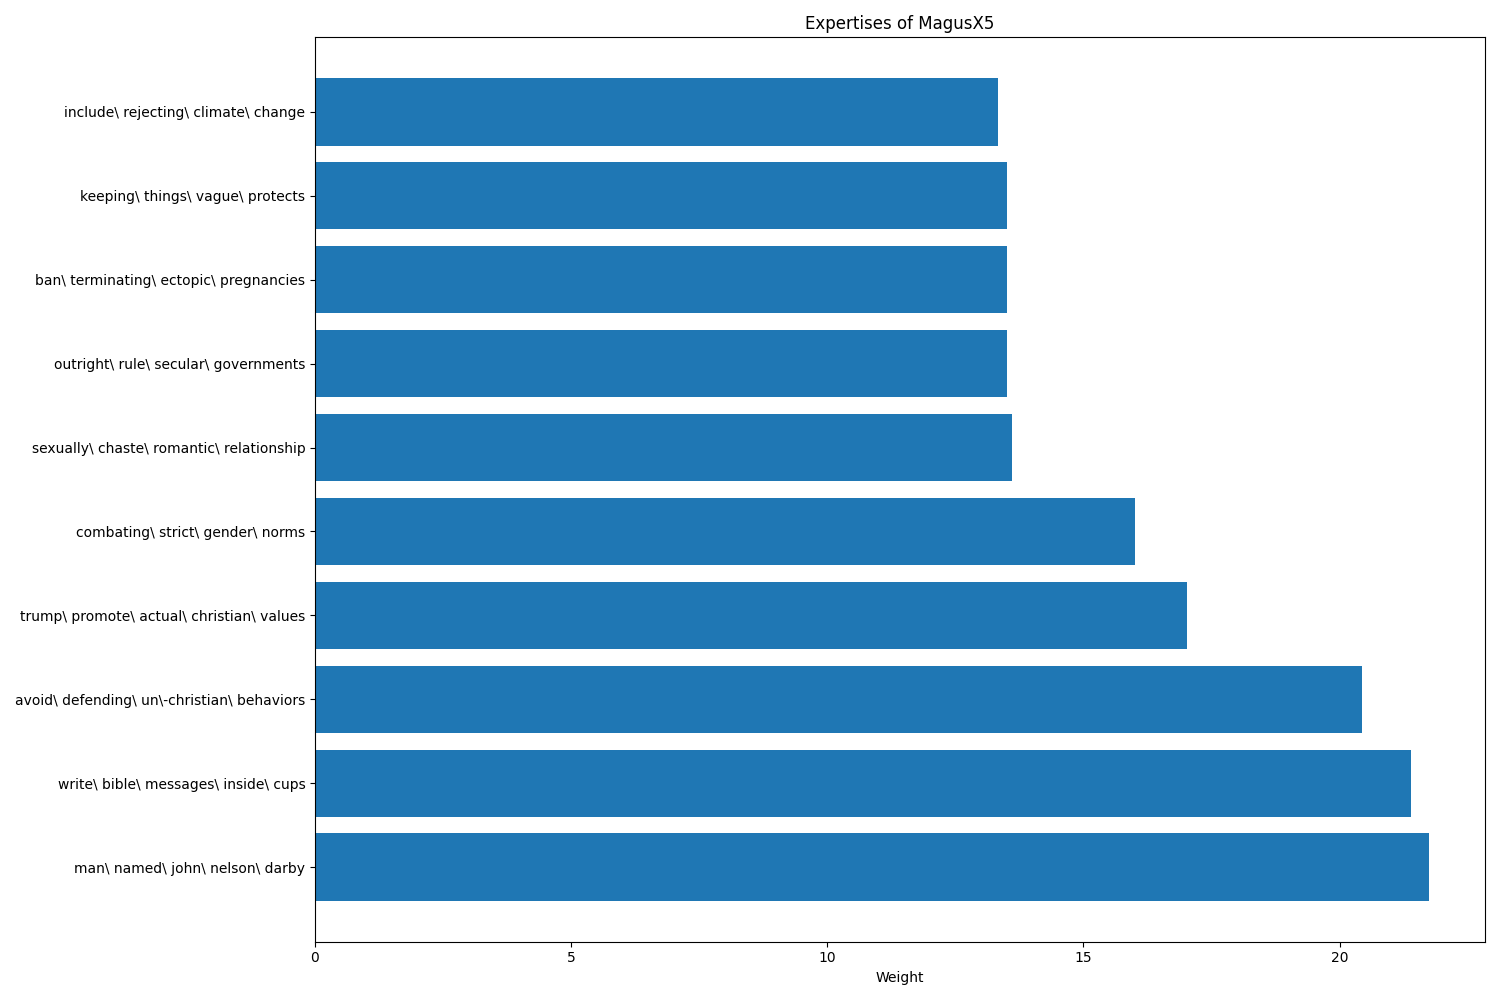 Expertises of MagusX5
include\ rejecting\ climate\ change
keeping\ things\ vague\ protects
ban\ terminating\ ectopic\ pregnancies
outright\ rule\ secular\ governments
sexually\ chaste\ romantic\ relationship
combating\ strict\ gender\ norms
trump\ promote\ actual\ christian\ values
avoid\ defending\ un\-christian\ behaviors
write\ bible\ messages\ inside\ cups
man\ named\ john\ nelson\ darby
0 5 10 15 20
Weight